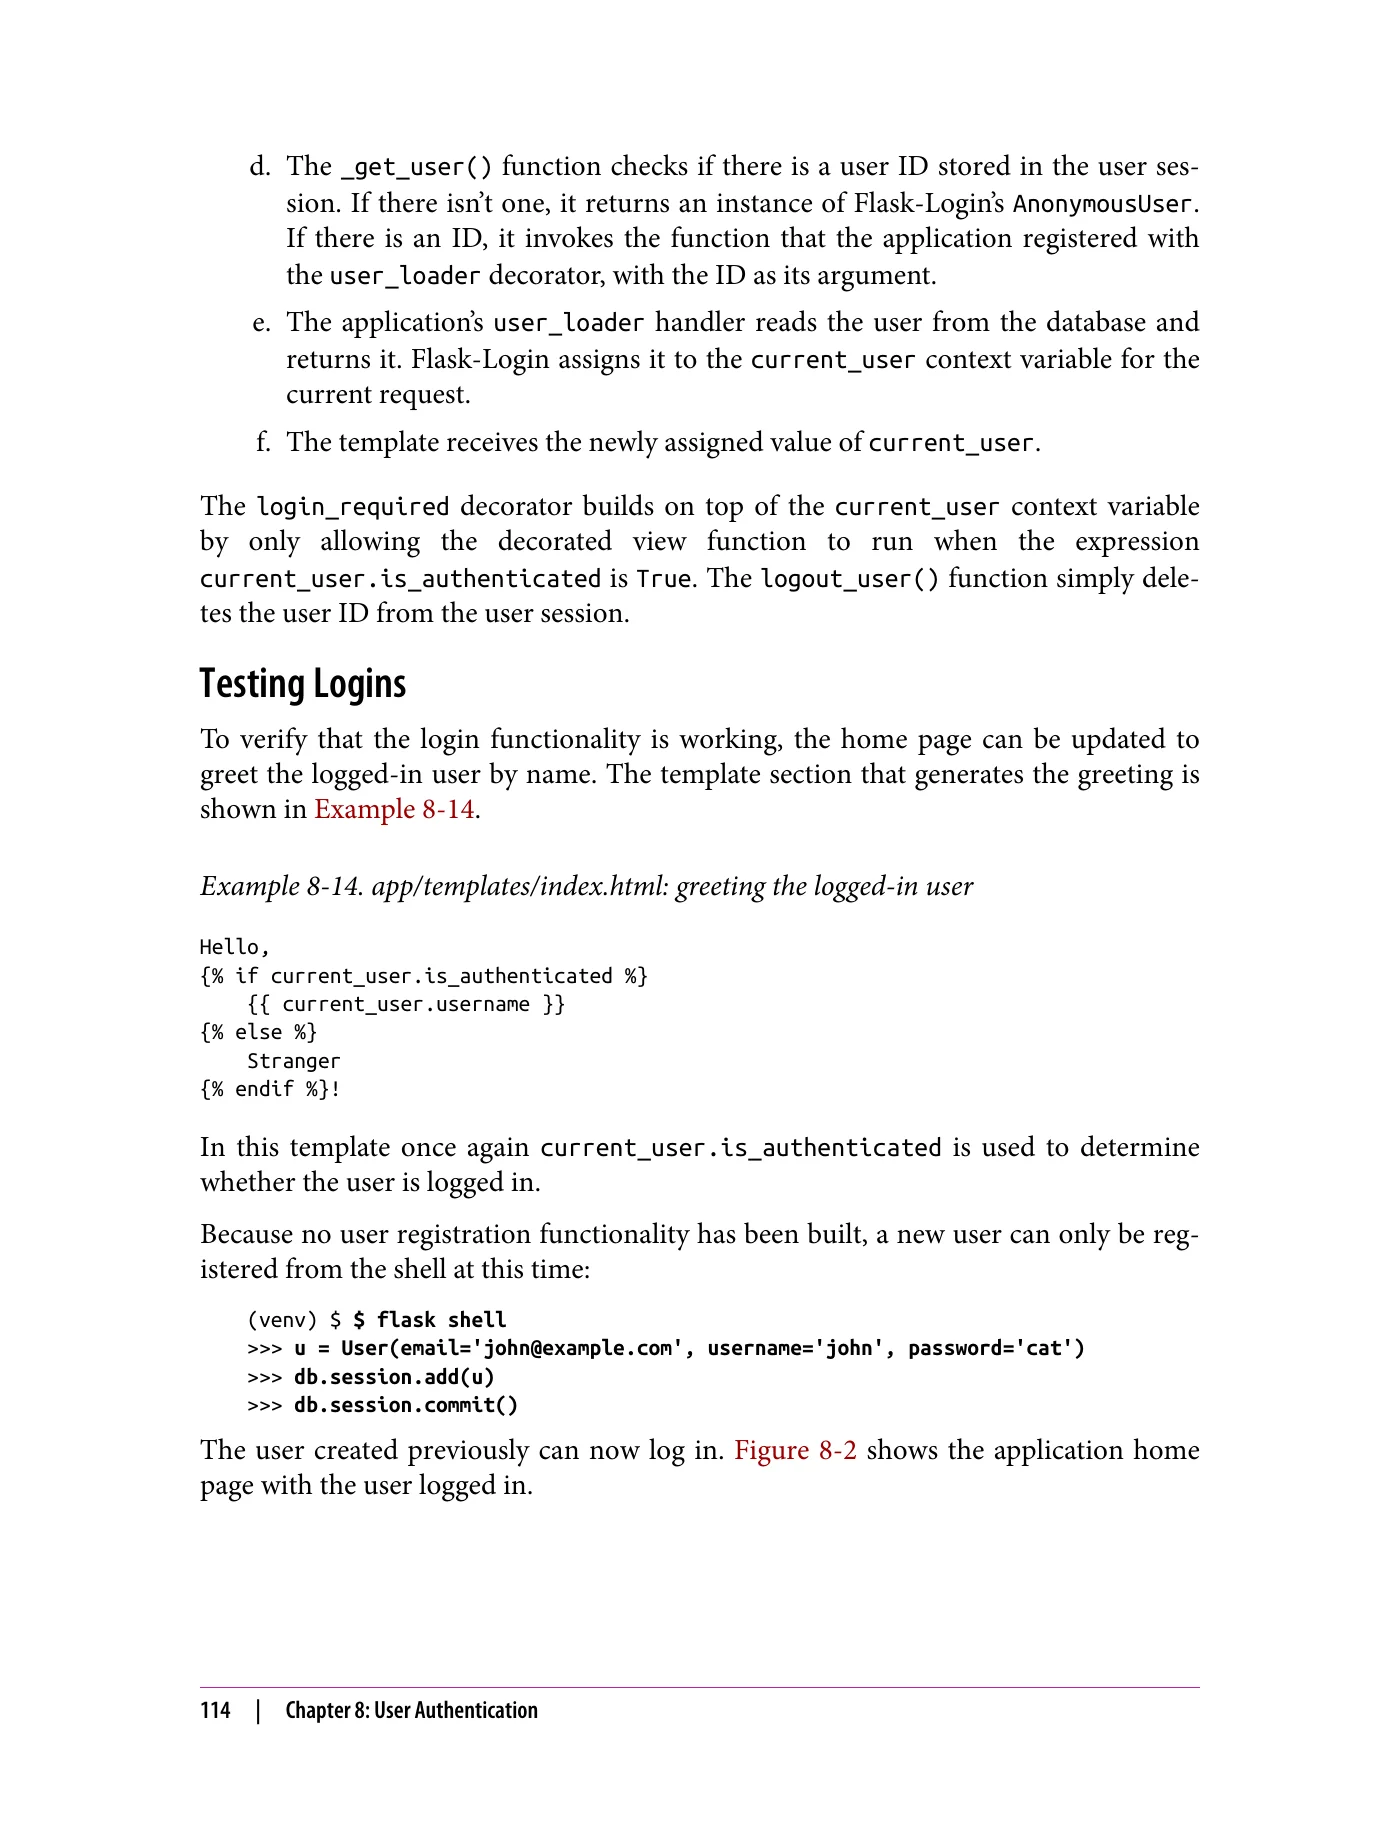 d. The _get_user() function checks if there is a user ID stored in the user ses-
sion. If there isn’t one, it returns an instance of Flask-Login’s AnonymousUser.
If there is an ID, it invokes the function that the application registered with
the user_loader decorator, with the ID as its argument.
e. The application’s user_loader handler reads the user from the database and
returns it. Flask-Login assigns it to the current_user context variable for the
current request.
f. The template receives the newly assigned value of current_user.
The login_required decorator builds on top of the current_user context variable
by only allowing the decorated view function to run when the expression
current_user.is_authenticated is True. The logout_user() function simply dele-
tes the user ID from the user session.
Testing Logins
To verify that the login functionality is working, the home page can be updated to
greet the logged-in user by name. The template section that generates the greeting is
shown in Example 8-14.
Example 8-14. app/templates/index.html: greeting the logged-in user
Hello,
{% if current_user.is_authenticated %}
    {{ current_user.username }}
{% else %}
    Stranger
{% endif %}!
In this template once again current_user.is_authenticated is used to determine
whether the user is logged in.
Because no user registration functionality has been built, a new user can only be reg-
istered from the shell at this time:
(venv) $ $ flask shell
>>> u = User(email='john@example.com', username='john', password='cat')
>>> db.session.add(u)
>>> db.session.commit()
The user created previously can now log in. Figure 8-2 shows the application home
page with the user logged in.
114 | Chapter 8: User Authentication